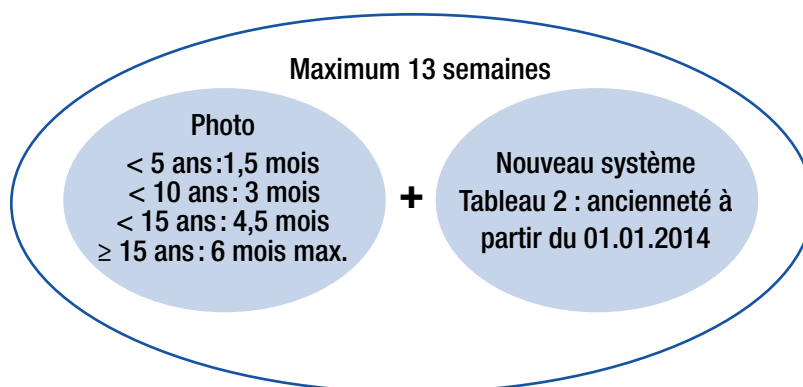 Maximum 13 semaines
Photo
< 5 ans :1,5 mois
< 10 ans : 3 mois
< 15 ans : 4,5 mois
≥ 15 ans : 6 mois max.
+
Nouveau système
Tableau 2 : ancienneté à
partir du 01.01.2014